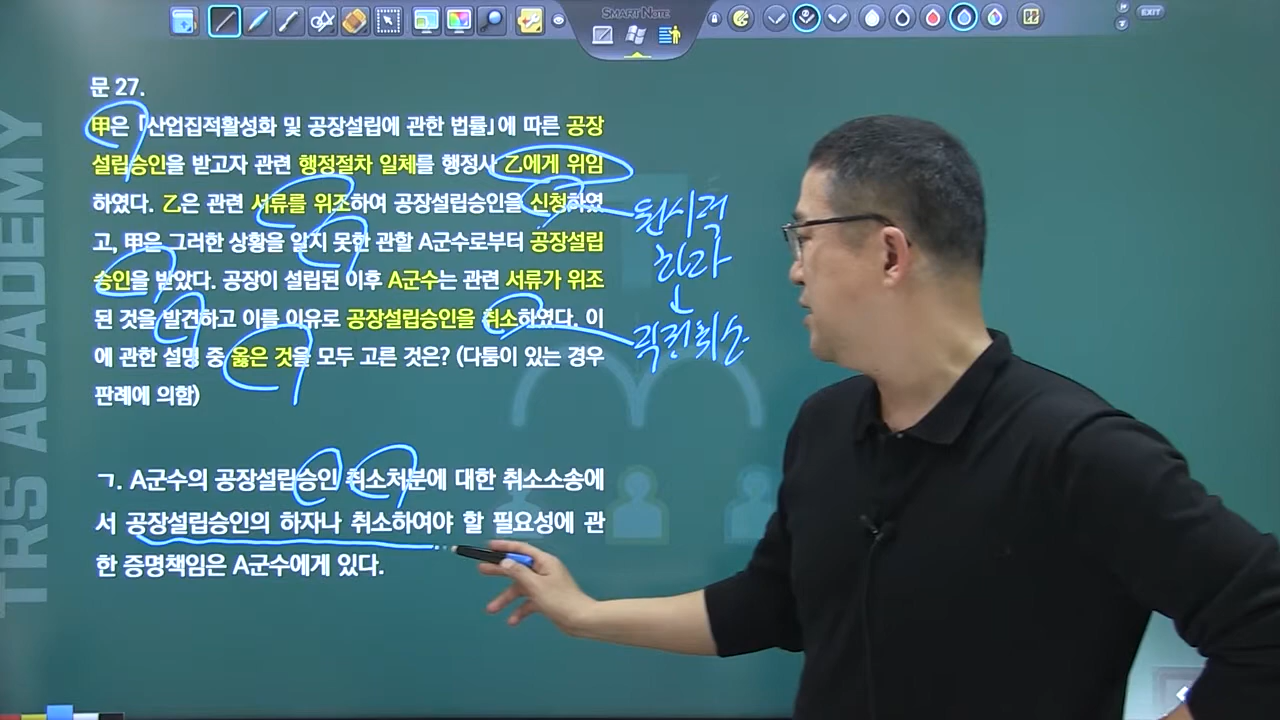 SMART NOTE
EXIT
문 27.
甲은 「산업집적활성화 및 공장설립에 관한 법률」에 따른 공장
설립승인을 받고자 관련 행정절차 일체를 행정사 乙에게 위임
하였다. 乙은 관련 서류를 위조하여 공장설립승인을 신청하였
고, 甲은 그러한 상황을 알지 못한 관할 A군수로부터 공장설립
승인을 받았다. 공장이 설립된 이후 A군수는 관련 서류가 위조
된 것을 발견하고 이를 이유로 공장설립승인을 취소하였다. 이
에 관한 설명 중 옳은 것을 모두 고른 것은? (다툼이 있는 경우
판례에 의함)
원시적
하자
직권취소
ㄱ. A군수의 공장설립승인 취소처분에 대한 취소소송에
서 공장설립승인의 하자나 취소하여야 할 필요성에 관
한 증명책임은 A군수에게 있다.
TRS ACADEMY